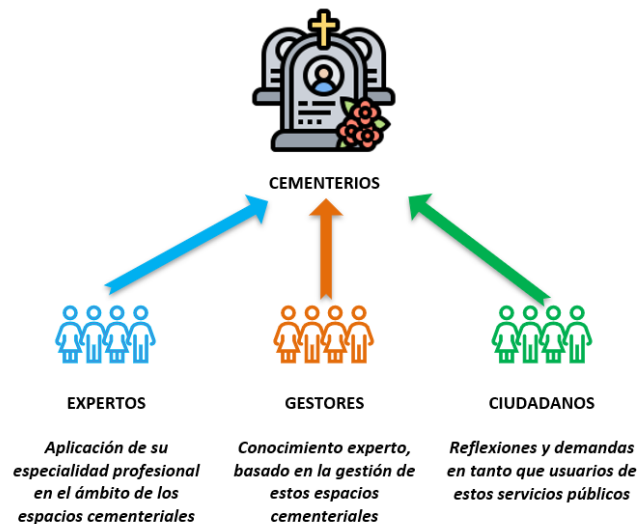 CEMENTERIOS
EXPERTOS
Aplicación de su
especialidad profesional
en el ámbito de los
espacios cementeriales
GESTORES
Conocimiento experto,
basado en la gestión de
estos espacios
cementeriales
CIUDADANOS
Reflexiones y demandas
en tanto que usuarios de
estos servicios públicos